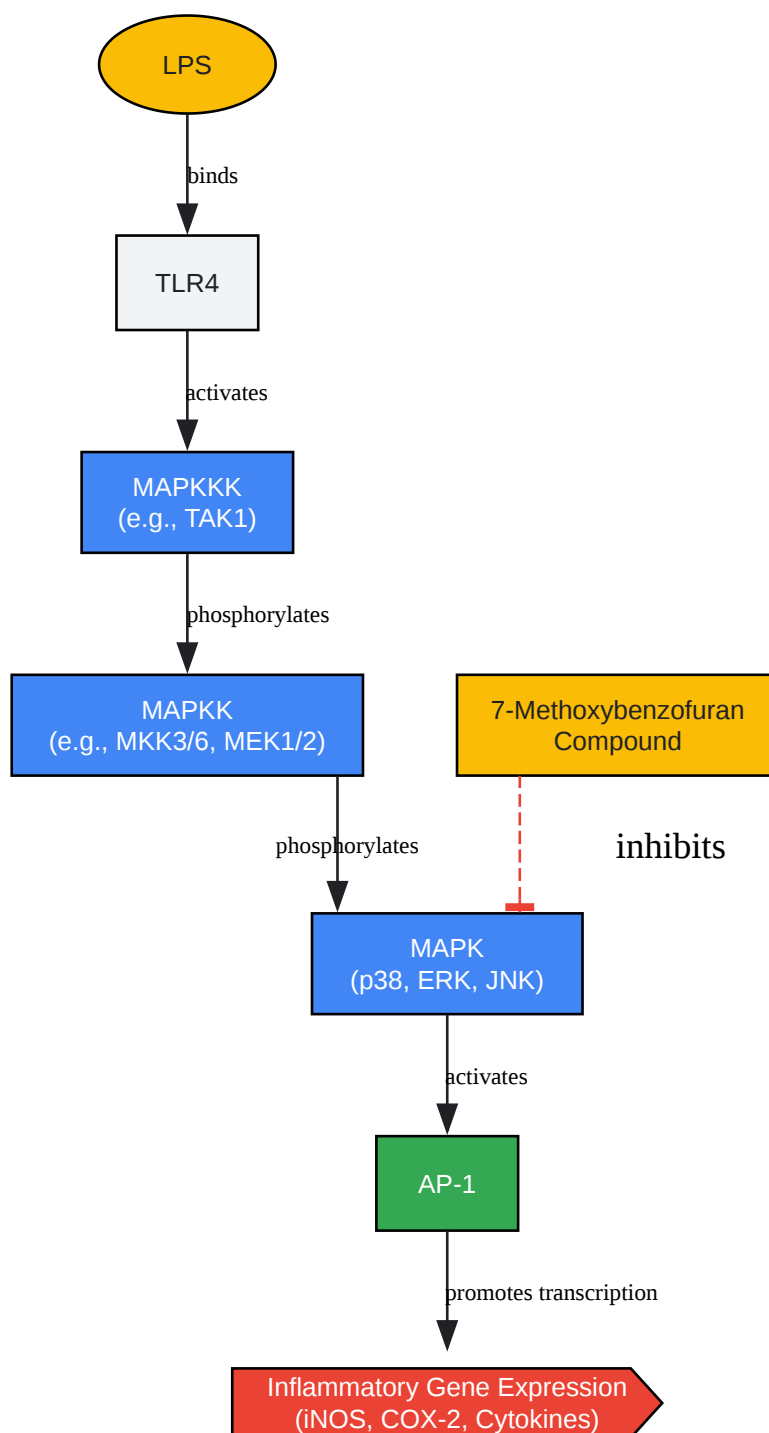 LPS
binds
TLR4
activates
MAPKKK
(e.g., TAK1)
phosphorylates
MAPKK
(e.g., MKK3/6, MEK1/2)
7-Methoxybenzofuran
Compound
phosphorylates
inhibits
MAPK
(p38, ERK, JNK)
activates
AP-1
promotes transcription
Inflammatory Gene Expression
(iNOS, COX-2, Cytokines)